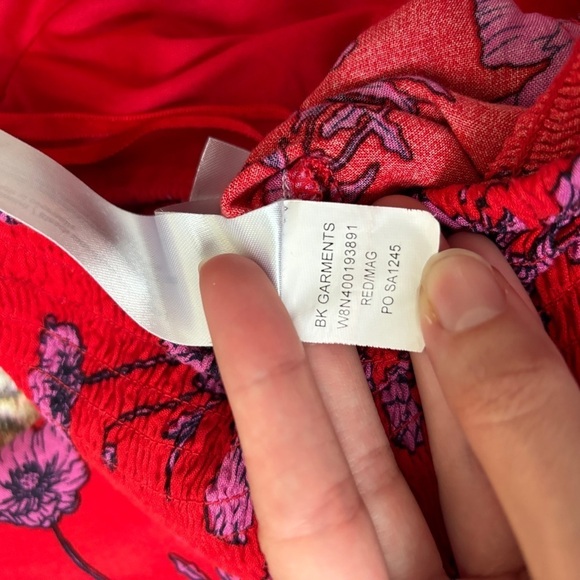 BK GARMENTS
W8N400193891
RED/MAG
PO SA1245